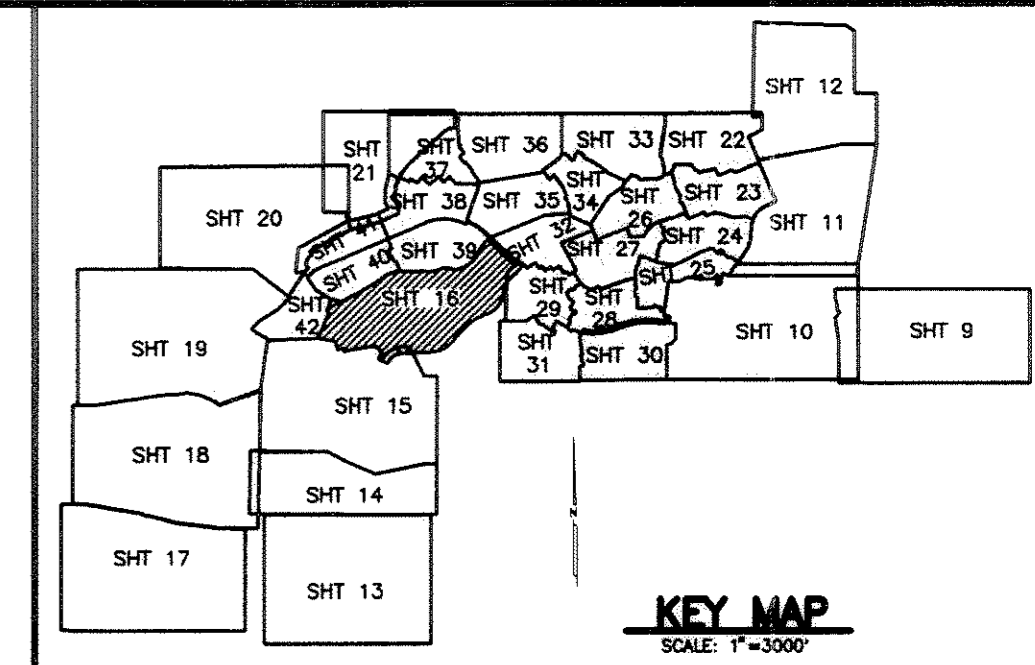 SHT 12
SHT 36
SHT 33
SHT 22
SHT
21
SHT
37
SHT
34
SHT 23
SHT 20
SHT 38
SHT 35
SHT
26
SHT 11
SHT 41
SHT 40
SHT 39
SHT 32
SHT 27
SHT 24
SHT 25
SHT 16
SHT
42
SHT
29
SHT
28
SHT 19
SHT
31
SHT 30
SHT 10
SHT 9
SHT 15
SHT 18
SHT 14
N
SHT 17
SHT 13
KEY MAP
SCALE: 1"=3000'